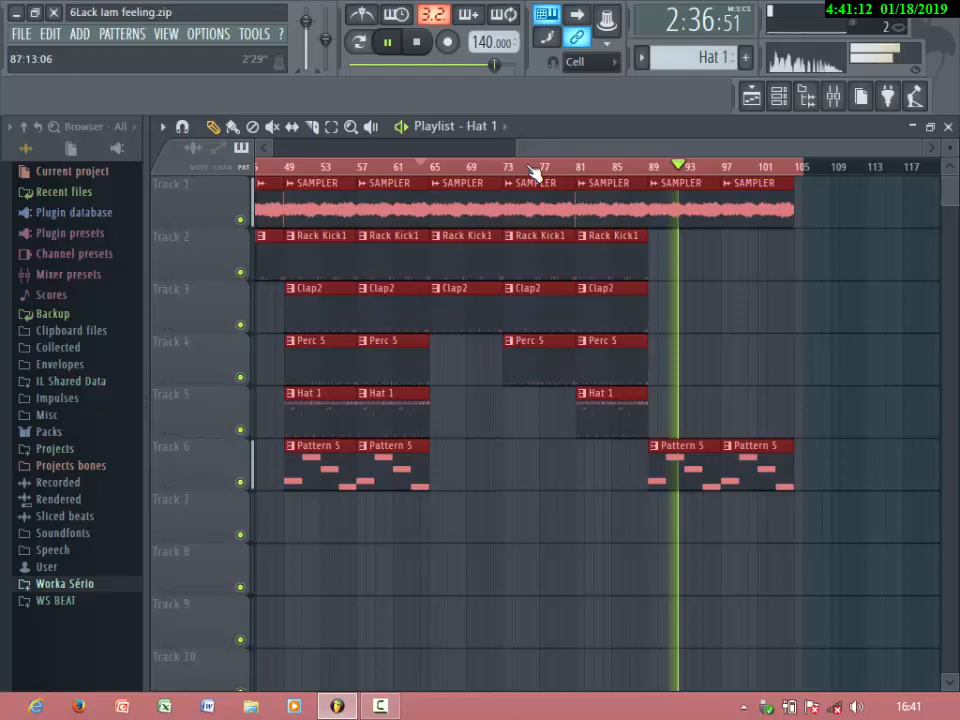 4:41:12 01/18/2019
6Lack Iam feeling.zip
FILE EDIT ADD PATTERNS VIEW OPTIONS TOOLS ?
87:13:06 2'29"
3.2
140.000
Cell
2:36:51
M:S:CS
2
Hat 1
Browser - All
Playlist - Hat 1
MUTE CHAN PAT
49 53 57 61 65 69 73 77 81 85 89 93 97 101 105 109 113 117
Current project
Recent files
Plugin database
Plugin presets
Channel presets
Mixer presets
Scores
Backup
Clipboard files
Collected
Envelopes
IL Shared Data
Impulses
Misc
Packs
Projects
Projects bones
Recorded
Rendered
Sliced beats
Soundfonts
Speech
User
Worka Sério
WS BEAT
Track 1 SAMPLER SAMPLER SAMPLER SAMPLER SAMPLER SAMPLER SAMPLER
Track 2 Rack Kick1 Rack Kick1 Rack Kick1 Rack Kick1 Rack Kick1
Track 3 Clap2 Clap2 Clap2 Clap2 Clap2
Track 4 Perc 5 Perc 5 Perc 5 Perc 5
Track 5 Hat 1 Hat 1 Hat 1
Track 6 Pattern 5 Pattern 5 Pattern 5 Pattern 5
Track 7
Track 8
Track 9
Track 10
16:41